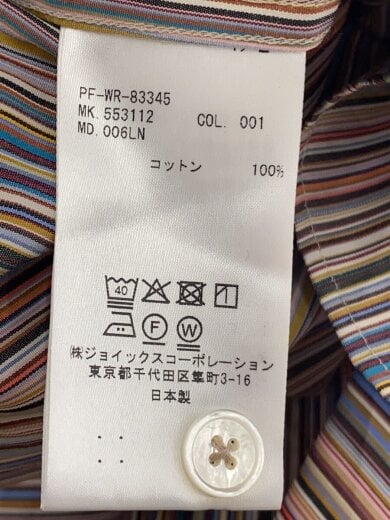 PF-WR-83345
MK. 553112 COL. 001
MD. 006LN
コットン 100%
40
F W
㈱ジョイックスコーポレーション
東京都千代田区隼町3-16
日本製